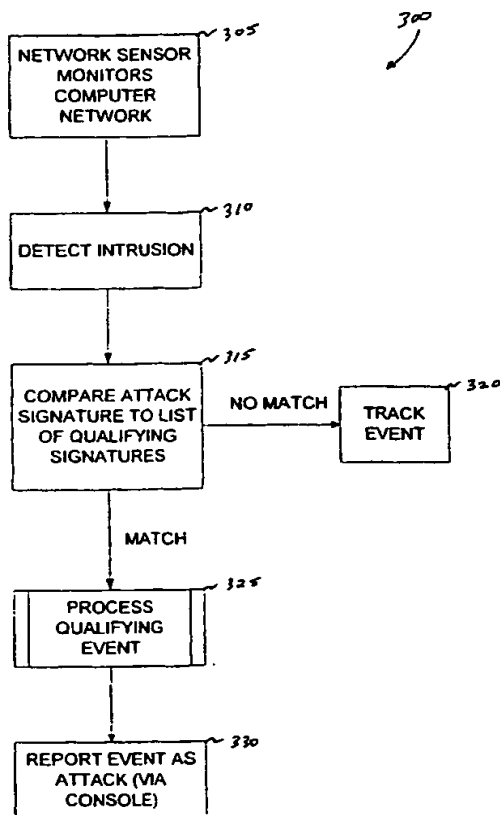 300
305
NETWORK SENSOR
MONITORS
COMPUTER
NETWORK
310
DETECT INTRUSION
315
COMPARE ATTACK
SIGNATURE TO LIST
OF QUALIFYING
SIGNATURES
NO MATCH
320
TRACK
EVENT
MATCH
325
PROCESS
QUALIFYING
EVENT
330
REPORT EVENT AS
ATTACK (VIA
CONSOLE)